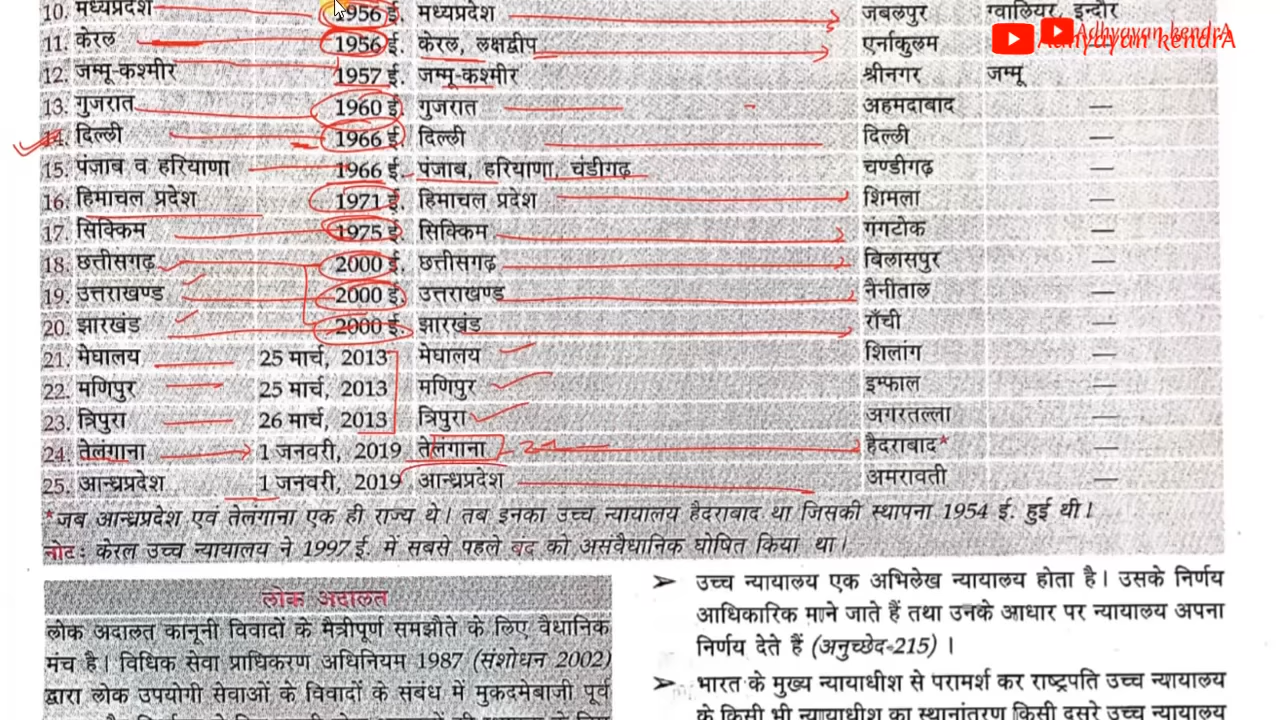 10. मध्यप्रदेश 1956 ई. मध्यप्रदेश जबलपुर ग्वालियर, इन्दौर
Adhyayan kendrA
Adhyayan kendrA
11. केरल 1956 ई. केरल, लक्षद्वीप एर्नाकुलम
12. जम्मू-कश्मीर 1957 ई. जम्मू-कश्मीर श्रीनगर जम्मू
13. गुजरात 1960 ई. गुजरात अहमदाबाद —
14. दिल्ली 1966 ई. दिल्ली दिल्ली —
15. पंजाब व हरियाणा 1966 ई. पंजाब, हरियाणा, चंडीगढ़ चण्डीगढ़ —
16. हिमाचल प्रदेश 1971 ई. हिमाचल प्रदेश शिमला —
17. सिक्किम 1975 ई. सिक्किम गंगटोक —
18. छत्तीसगढ़ 2000 ई. छत्तीसगढ़ बिलासपुर —
19. उत्तराखण्ड 2000 ई. उत्तराखण्ड नैनीताल —
20. झारखंड 2000 ई. झारखंड राँची —
21. मेघालय 25 मार्च, 2013 मेघालय शिलांग —
22. मणिपुर 25 मार्च, 2013 मणिपुर इम्फाल —
23. त्रिपुरा 26 मार्च, 2013 त्रिपुरा अगरतल्ला —
24. तेलंगाना 1 जनवरी, 2019 तेलंगाना हैदराबाद* —
25. आन्ध्रप्रदेश 1 जनवरी, 2019 आन्ध्रप्रदेश अमरावती
*जब आन्ध्रप्रदेश एवं तेलंगाना एक ही राज्य थे। तब इनका उच्च न्यायालय हैदराबाद था जिसकी स्थापना 1954 ई. हुई थी।
नोट: केरल उच्च न्यायालय ने 1997 ई. में सबसे पहले बंद को असंवैधानिक घोषित किया था।
लोक अदालत
लोक अदालत कानूनी विवादों के मैत्रीपूर्ण समझौते के लिए वैधानिक
मंच है। विधिक सेवा प्राधिकरण अधिनियम 1987 (संशोधन 2002)
द्वारा लोक उपयोगी सेवाओं के विवादों के संबंध में मुकदमेबाजी पूर्व
➤ उच्च न्यायालय एक अभिलेख न्यायालय होता है। उसके निर्णय
आधिकारिक माने जाते हैं तथा उनके आधार पर न्यायालय अपना
निर्णय देते हैं (अनुच्छेद-215)।
➤ भारत के मुख्य न्यायाधीश से परामर्श कर राष्ट्रपति उच्च न्यायालय
के किसी भी न्यायाधीश का स्थानांतरण किसी दूसरे उच्च न्यायालय